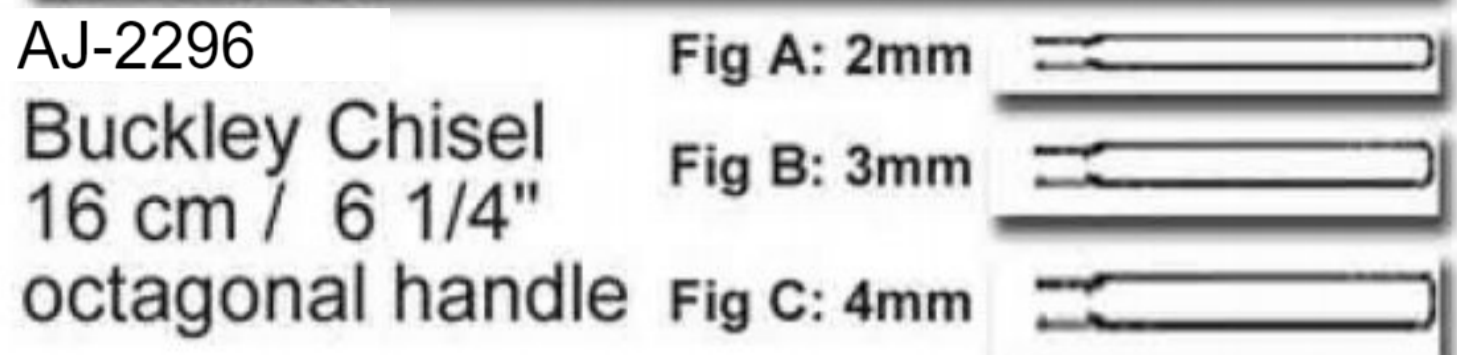 AJ-2296
Buckley Chisel
16 cm / 6 1/4"
octagonal handle
Fig A: 2mm
Fig B: 3mm
Fig C: 4mm